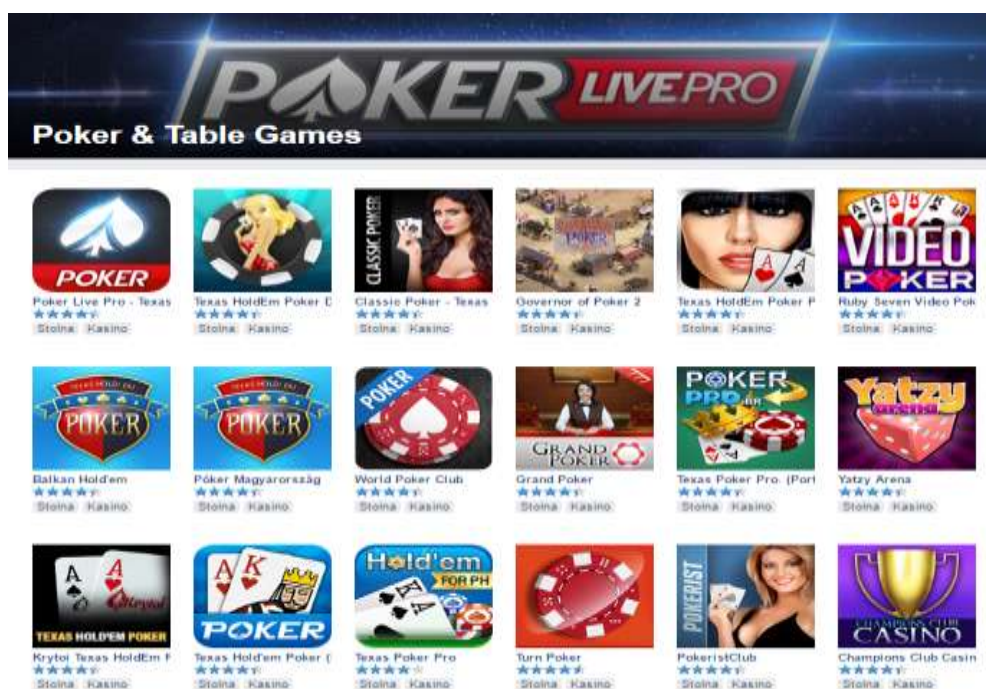 POKER LIVEPRO
Poker & Table Games
POKER
CLASSIC POKER
VIDEO
POKER
Poker Live Pro - Texas
Texas HoldEm Poker D
Classic Poker - Texas
Governor of Poker 2
Texas HoldEm Poker P
Ruby Seven Video Pok
Stolna Kasino
Stolna Kasino
Stolna Kasino
Stolna Kasino
Stolna Kasino
Stolna Kasino
POKER
POKER
POKER
GRAND
POKER
POKER
PRO.BR
Yatzy
arena
Balkan Hold'em
Póker Magyarország
World Poker Club
Grand Poker
Texas Poker Pro. (Port
Yatzy Arena
Stolna Kasino
Stolna Kasino
Stolna Kasino
Stolna Kasino
Stolna Kasino
Stolna Kasino
Krytoi
TEXAS HOLD'EM POKER
POKER
Hold'em
FOR PH
POKERIST
CHAMPIONS CLUB
CASINO
Krytoi Texas HoldEm P
Texas Hold'em Poker (
Texas Poker Pro
Turn Poker
PokeristClub
Champions Club Casin
Stolna Kasino
Stolna Kasino
Stolna Kasino
Stolna Kasino
Stolna Kasino
Stolna Kasino